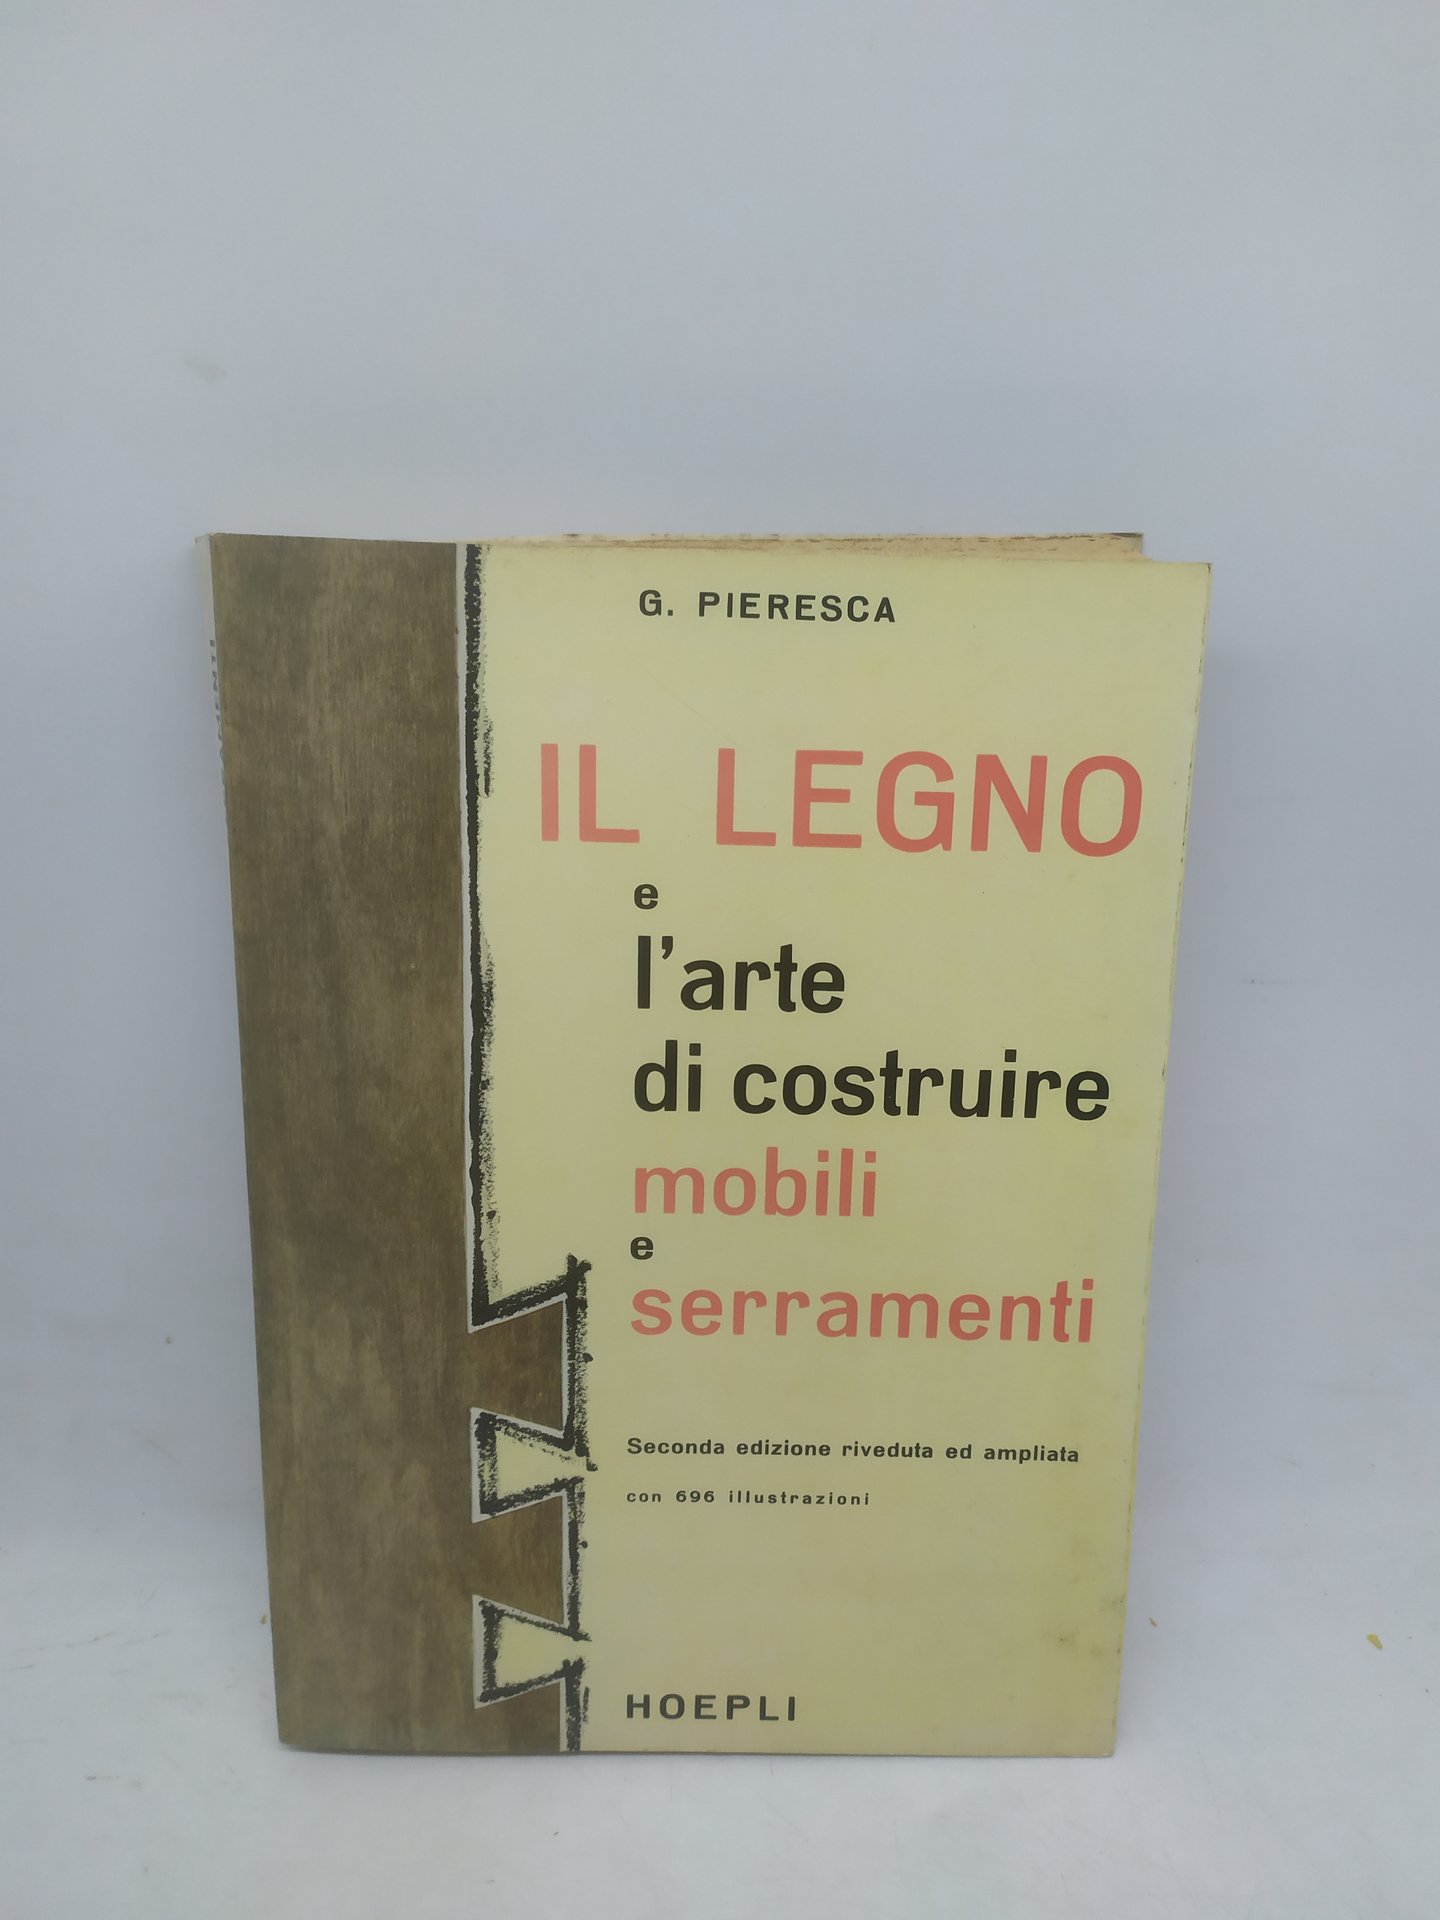 G. PIERESCA
IL LEGNO
e
l'arte
di costruire
mobili
e
serramenti
Seconda edizione riveduta ed ampliata
con 696 illustrazioni
HOEPLI